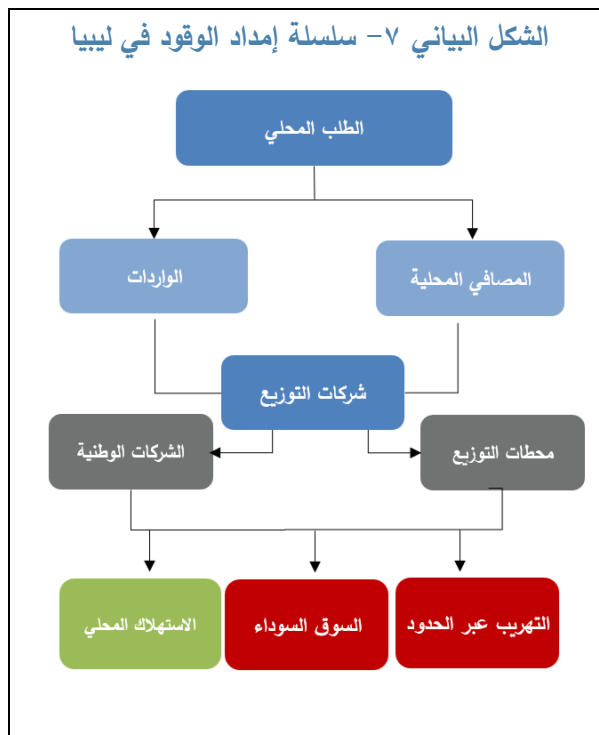 الشكل البياني ٧- سلسلة إمداد الوقود في ليبيا
الطلب المحلي
المصافي المحلية
الواردات
شركات التوزيع
محطات التوزيع
الشركات الوطنية
التهريب عبر الحدود
السوق السوداء
الاستهلاك المحلي